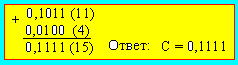 + 0,1011 (11)
0,0100 (4)
0,1111 (15) Ответ: C = 0,1111